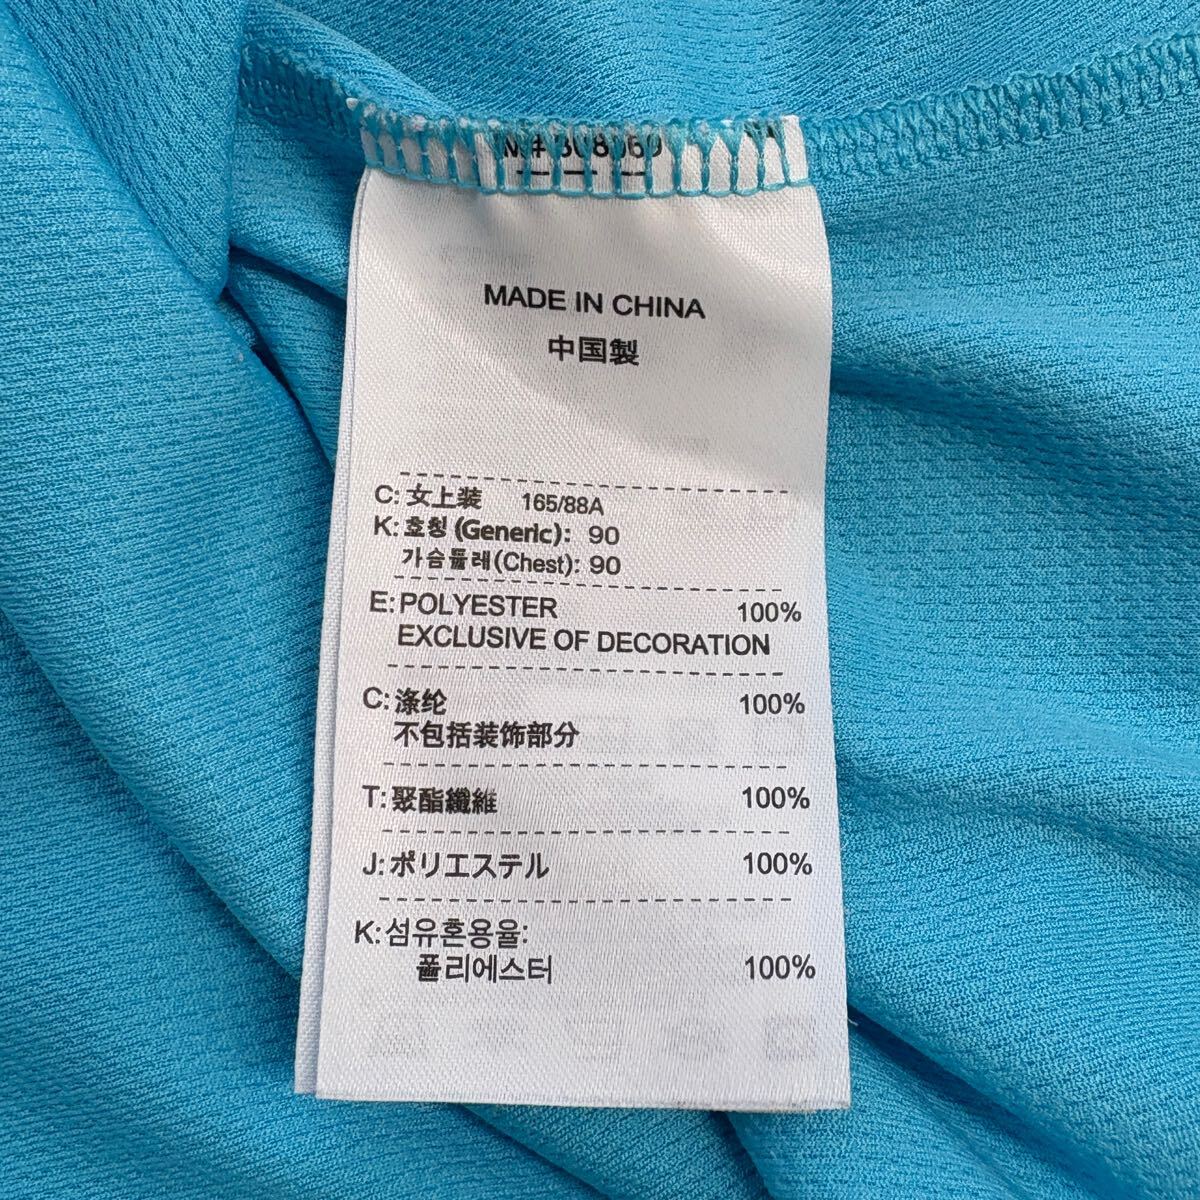 MADE IN CHINA
中国製
C: 女上装 165/88A
K: 호칭 (Generic): 90
가슴둘레(Chest): 90
E: POLYESTER 100%
EXCLUSIVE OF DECORATION
C: 涤纶 100%
不包括装饰部分
T: 聚酯纖維 100%
J: ポリエステル 100%
K: 섬유혼용율:
폴리에스터 100%